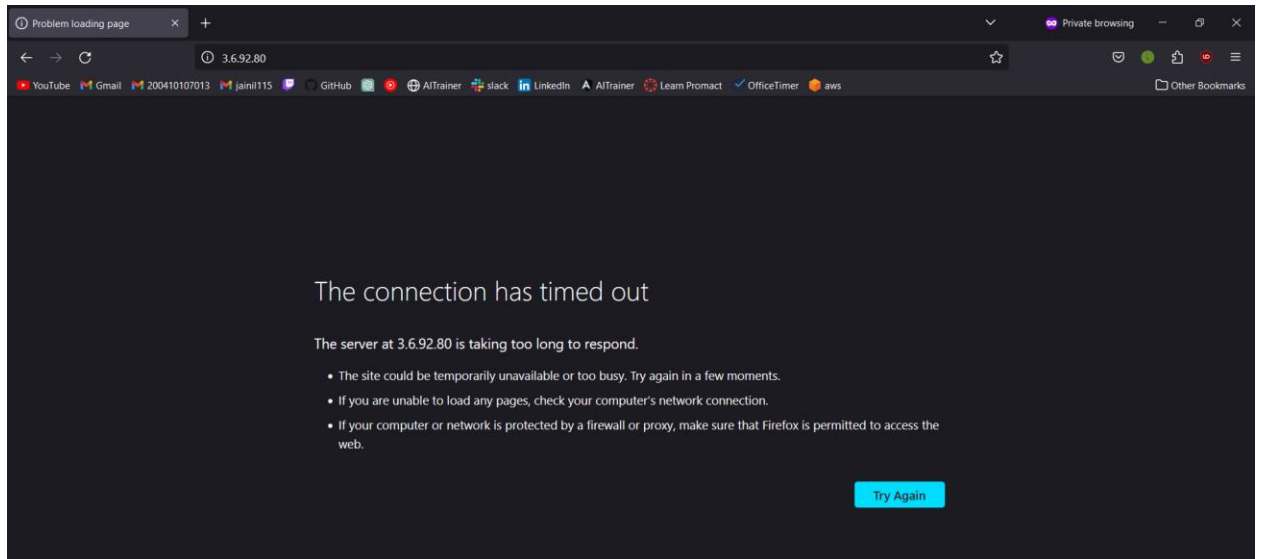 Problem loading page
Private browsing
3.6.92.80
YouTube Gmail 200410107013 jainil115 GitHub AITrainer slack LinkedIn AITrainer Learn Promact OfficeTimer aws Other Bookmarks
The connection has timed out
The server at 3.6.92.80 is taking too long to respond.
• The site could be temporarily unavailable or too busy. Try again in a few moments.
• If you are unable to load any pages, check your computer's network connection.
• If your computer or network is protected by a firewall or proxy, make sure that Firefox is permitted to access the
web.
Try Again